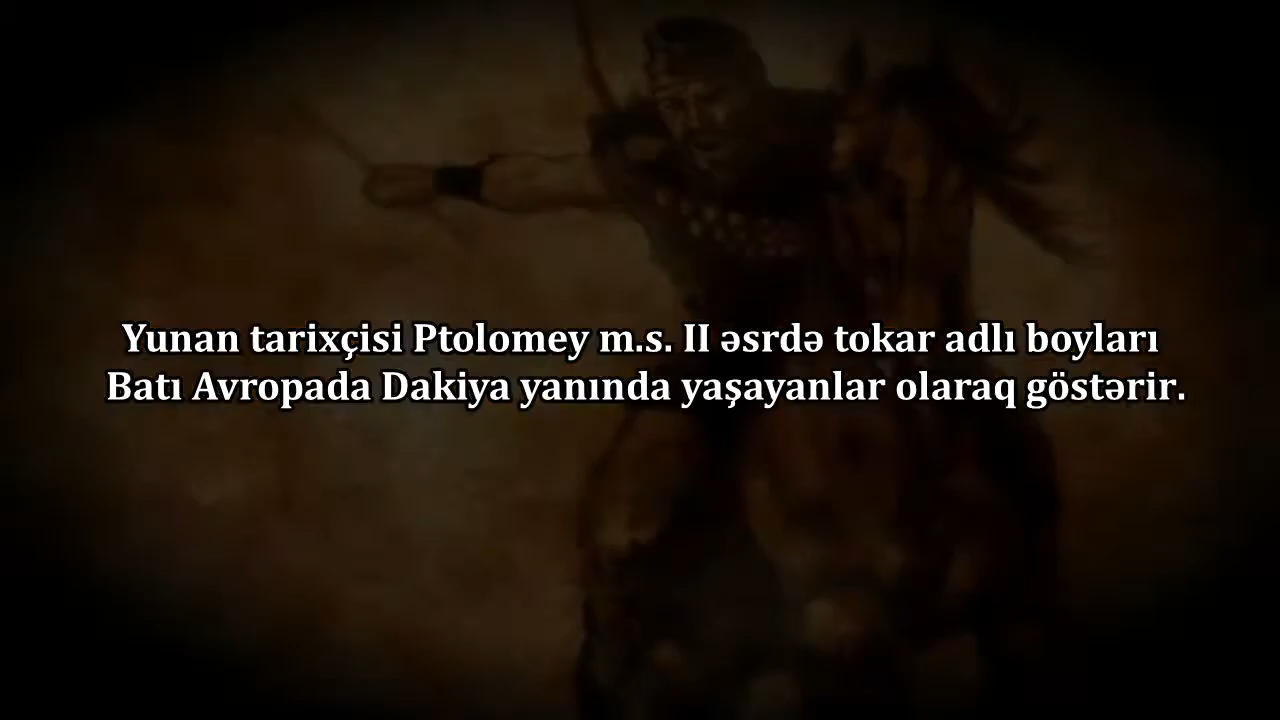 Yunan tarixçisi Ptolomey m.s. II əsrdə tokar adlı boyları
Batı Avropada Dakiya yanında yaşayanlar olaraq göstərir.